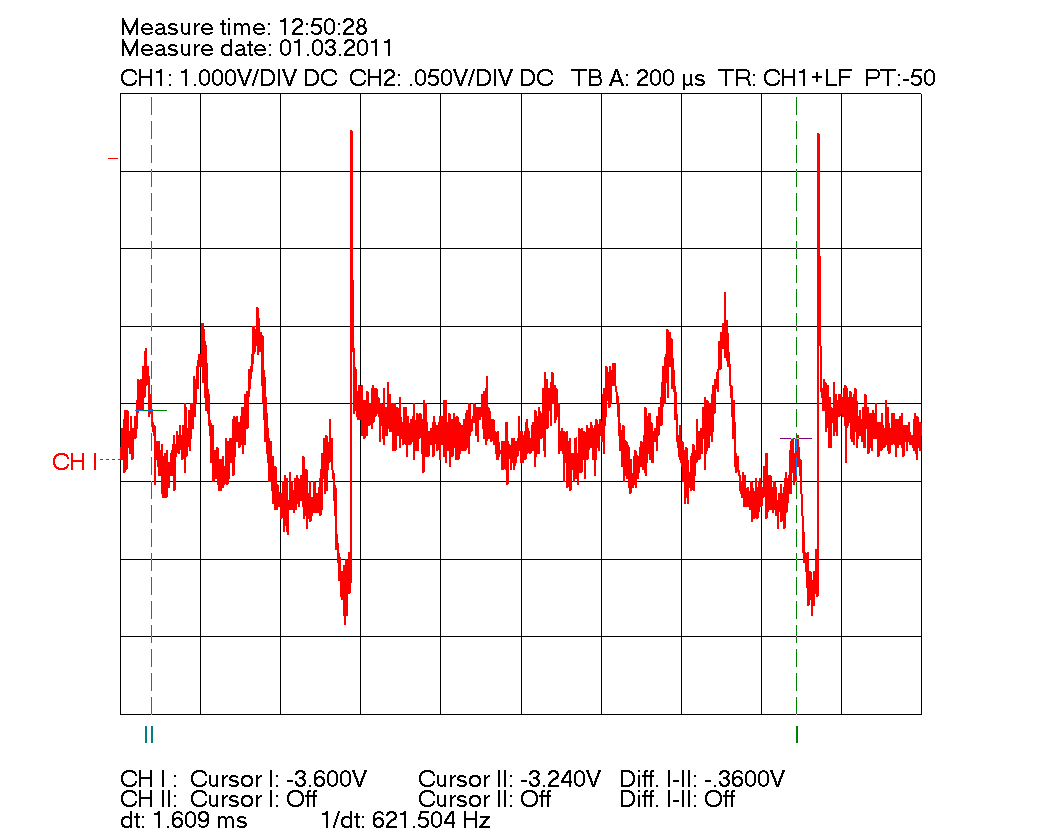 Measure time: 12:50:28
Measure date: 01.03.2011
CH1: 1.000V/DIV DC CH2: .050V/DIV DC TB A: 200 µs TR: CH1+LF PT:-50
CH I
II
I
CH I : Cursor I: -3.600V Cursor II: -3.240V Diff. I-II: -.3600V
CH II: Cursor I: Off Cursor II: Off Diff. I-II: Off
dt: 1.609 ms 1/dt: 621.504 Hz